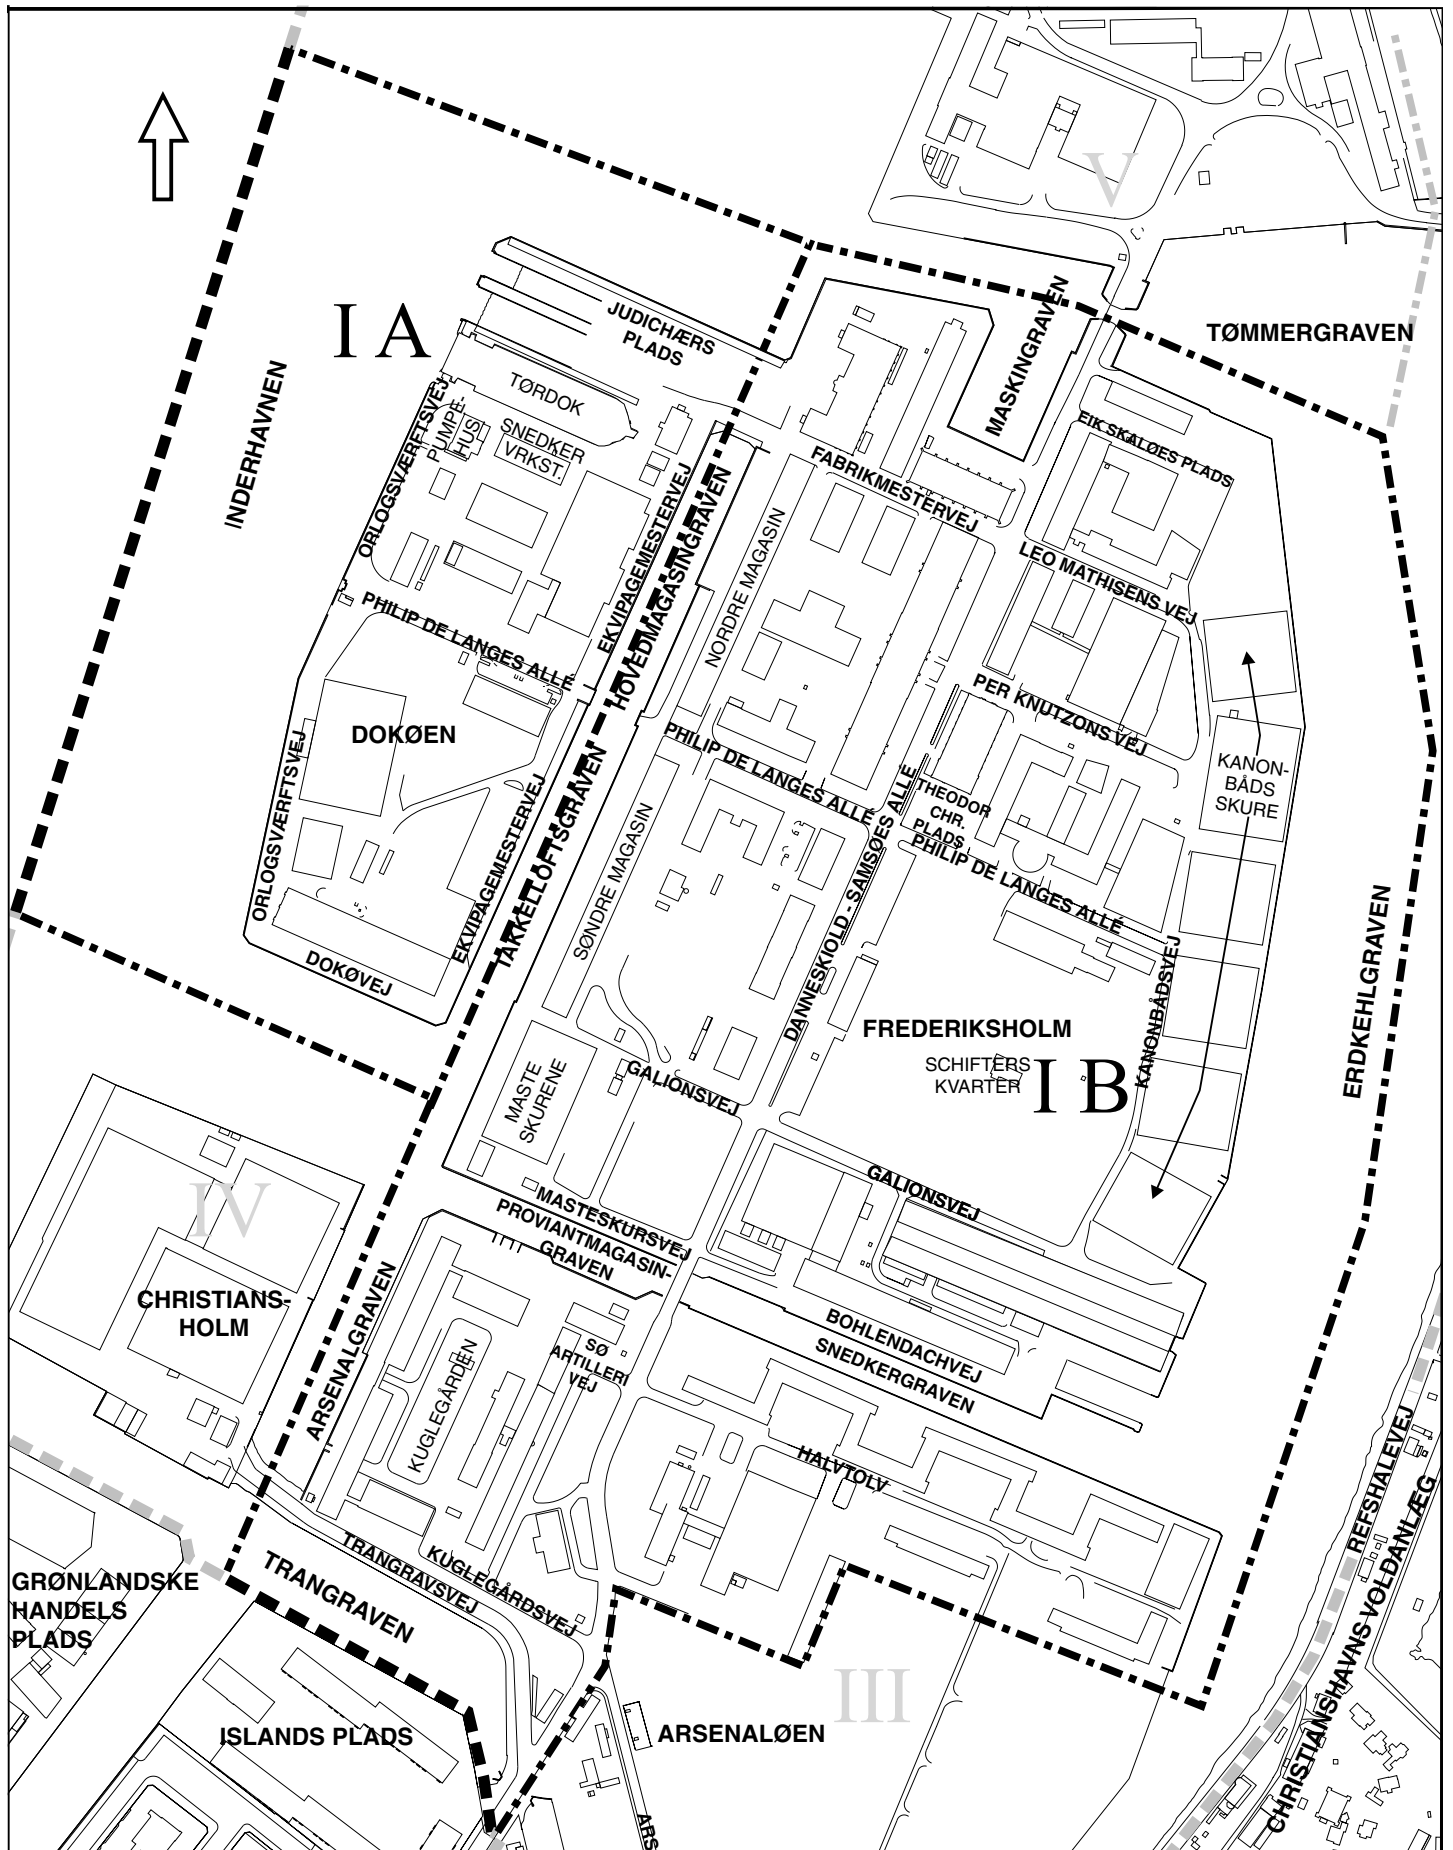 V
I A
JUDICHÆRS
PLADS
MASKINGRAVEN
TØMMERGRAVEN
INDERHAVNEN
TØRDOK
ORLOGSVÆRFTSVEJ
PUMPE-
HUS
SNEDKER
VRKST.
EIK SKALØES PLADS
FABRIKMESTERVEJ
EKVIPAGEMESTERVEJ
HOVEDMAGASINGRAVEN
NORDRE MAGASIN
LEO MATHISENS VEJ
PHILIP DE LANGES ALLÉ
PER KNUTZONS VEJ
DOKØEN
ORLOGSVÆRFTSVEJ
PHILIP DE LANGES ALLÉ
KANON-
BÅDS
SKURE
THEODOR
CHR.
PLADS
EKVIPAGEMESTERVEJ
TAKKELLOFTSGRAVEN
SØNDRE MAGASIN
DANNESKIOLD - SAMSØES ALLÉ
PHILIP DE LANGES ALLÉ
DOKØVEJ
KANONBÅDSVEJ
ERDKEHLGRAVEN
FREDERIKSHOLM
SCHIFTERS
KVARTER
I B
MASTE
SKURENE
GALIONSVEJ
GALIONSVEJ
IV
MASTESKURSVEJ
PROVIANTMAGASIN-
GRAVEN
CHRISTIANS-
HOLM
ARSENALGRAVEN
BOHLENDACHVEJ
SNEDKERGRAVEN
SØ
ARTILLERI
VEJ
KUGLEGÅRDEN
HALVTOLV
REFSHALEVEJ
CHRISTIANSHAVNS VOLDANLÆG
TRANGRAVSVEJ
KUGLEGÅRDSVEJ
TRANGRAVEN
GRØNLANDSKE
HANDELS
PLADS
III
ISLANDS PLADS
ARSENALØEN
ARS